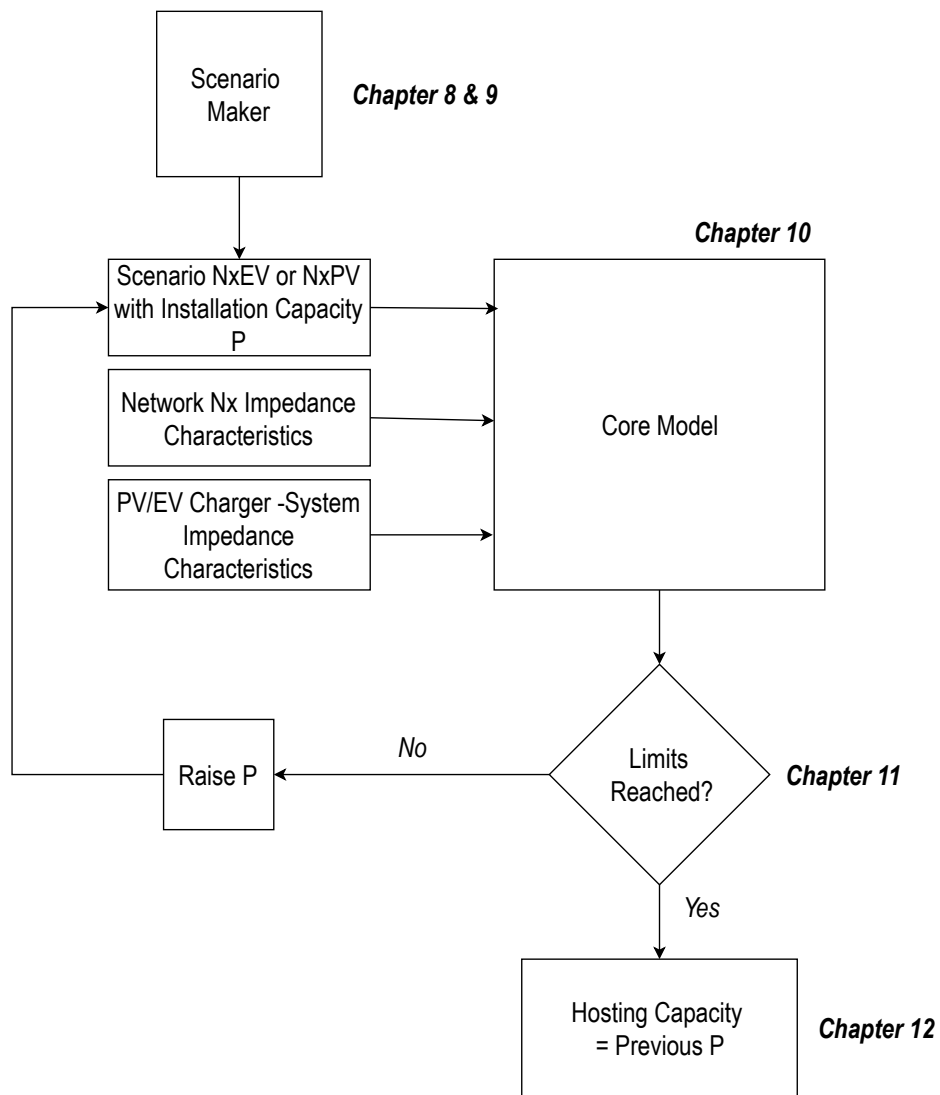 Scenario
Maker
Chapter 8 & 9
Chapter 10
Scenario NxEV or NxPV
with Installation Capacity
P
Network Nx Impedance
Characteristics
PV/EV Charger -System
Impedance
Characteristics
Core Model
No
Raise P
Limits
Reached?
Chapter 11
Yes
Hosting Capacity
= Previous P
Chapter 12